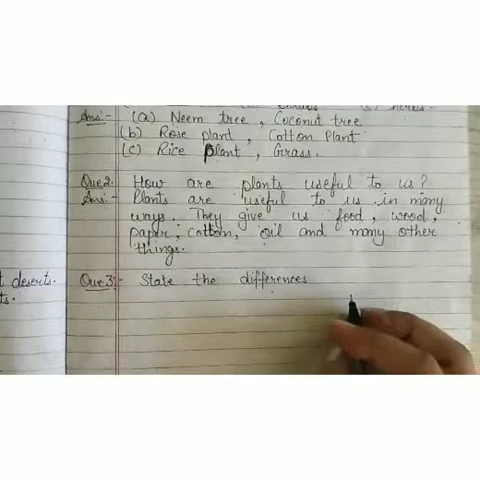 Ans:- (a) Neem tree, Coconut tree
(b) Rose plant, Cotton Plant
(c) Rice plant, Grass.
Que2. How are plants useful to us?
Ans:- Plants are useful to us in many
ways. They give us food, wood,
paper, cotton, oil and many other
things.
t deserts.
ts.
Que3:- State the differences